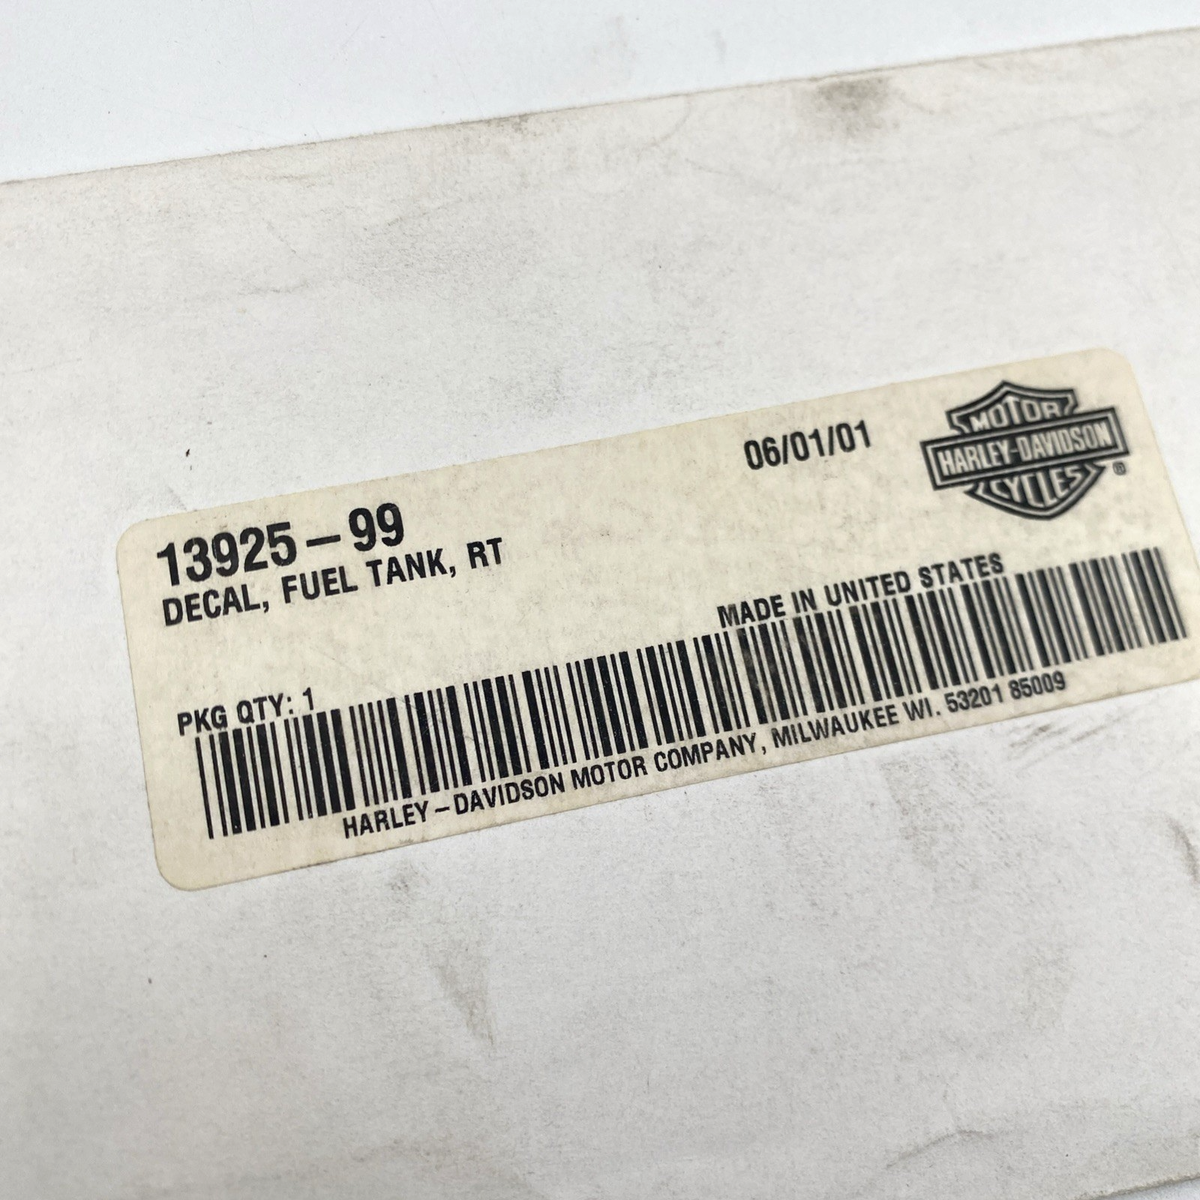 06/01/01
MOTOR
HARLEY-DAVIDSON
CYCLES®
13925-99
DECAL, FUEL TANK, RT
MADE IN UNITED STATES
PKG QTY: 1
HARLEY-DAVIDSON MOTOR COMPANY, MILWAUKEE WI. 53201 85009